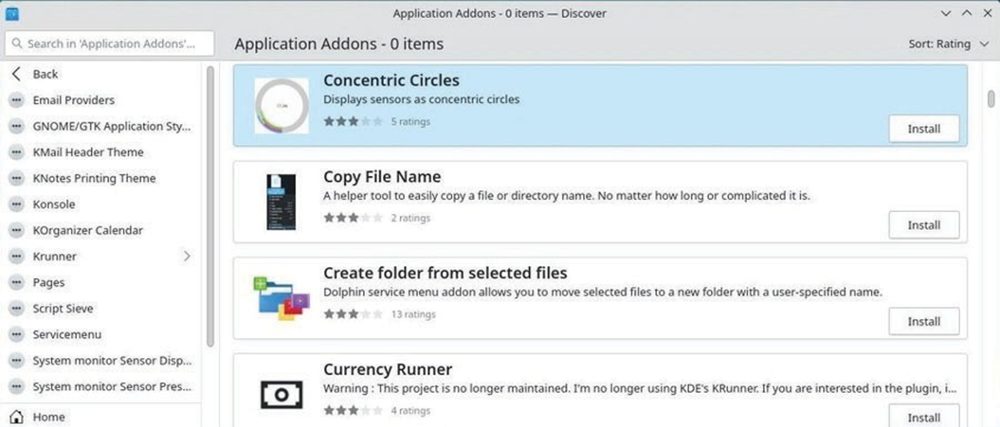 Application Addons - 0 items — Discover
Search in 'Application Addons'...
Application Addons - 0 items
Sort: Rating
Back
Email Providers
GNOME/GTK Application Sty...
KMail Header Theme
KNotes Printing Theme
Konsole
KOrganizer Calendar
Krunner
Pages
Script Sieve
Servicemenu
System monitor Sensor Disp...
System monitor Sensor Pres...
Home
Concentric Circles
Displays sensors as concentric circles
5 ratings
Install
Copy File Name
A helper tool to easily copy a file or directory name. No matter how long or complicated it is.
2 ratings
Install
Create folder from selected files
Dolphin service menu addon allows you to move selected files to a new folder with a user-specified name.
13 ratings
Install
Currency Runner
Warning : This project is no longer maintained. I'm no longer using KDE's KRunner. If you are interested in the plugin, i...
4 ratings
Install